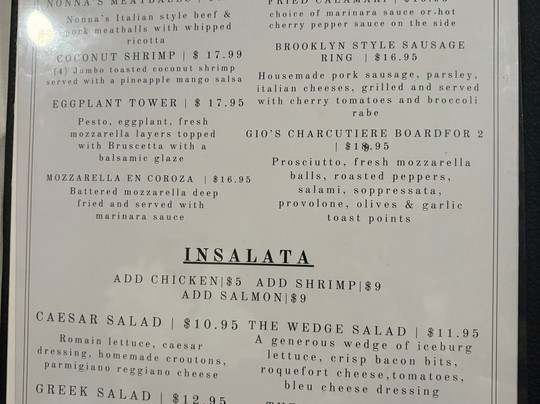 NONNA'S MEATBALLS |
Nonna's Italian style beef &
pork meatballs with whipped
ricotta
COCONUT SHRIMP | $ 17.99
(4) Jumbo toasted coconut shrimp
served with a pineapple mango salsa
EGGPLANT TOWER | $ 17.95
Pesto, eggplant, fresh
mozzarella layers topped
with Bruscetta with a
balsamic glaze
MOZZARELLA EN COROZA | $16.95
Battered mozzarella deep
fried and served with
marinara sauce
FRIED CALAMARI |
choice of marinara sauce or hot
cherry pepper sauce on the side
BROOKLYN STYLE SAUSAGE
RING | $16.95
Housemade pork sausage, parsley,
italian cheeses, grilled and served
with cherry tomatoes and broccoli
rabe
GIO'S CHARCUTIERE BOARDFOR 2
Prosciutto, fresh mozzarella
balls, roasted peppers,
salami, soppressata,
provolone, olives & garlic
toast points
INSALATA
ADD CHICKEN|$5 ADD SHRIMP|$9
ADD SALMON|$9
CAESAR SALAD | $10.95
Romain lettuce, caesar
dressing, homemade croutons,
parmigiano reggiano cheese
GREEK SALAD | $12.95
THE WEDGE SALAD | $11.95
A generous wedge of iceburg
lettuce, crisp bacon bits,
roquefort cheese,tomatoes,
bleu cheese dressing